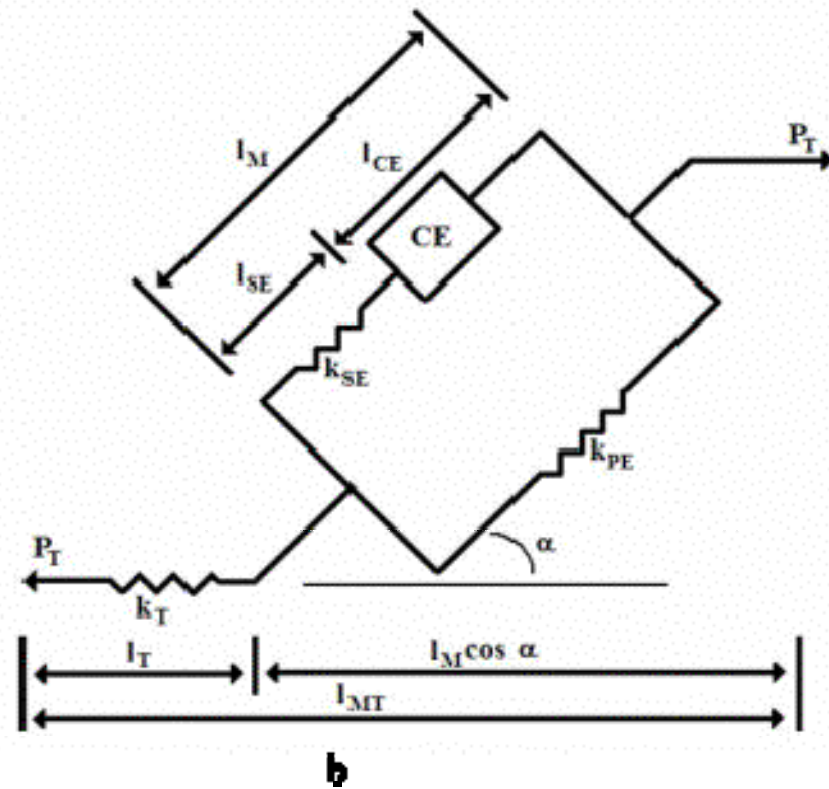 P_T
l_M
l_CE
CE
l_SE
k_SE
k_PE
α
P_T
k_T
l_T
l_M cos α
l_MT
b